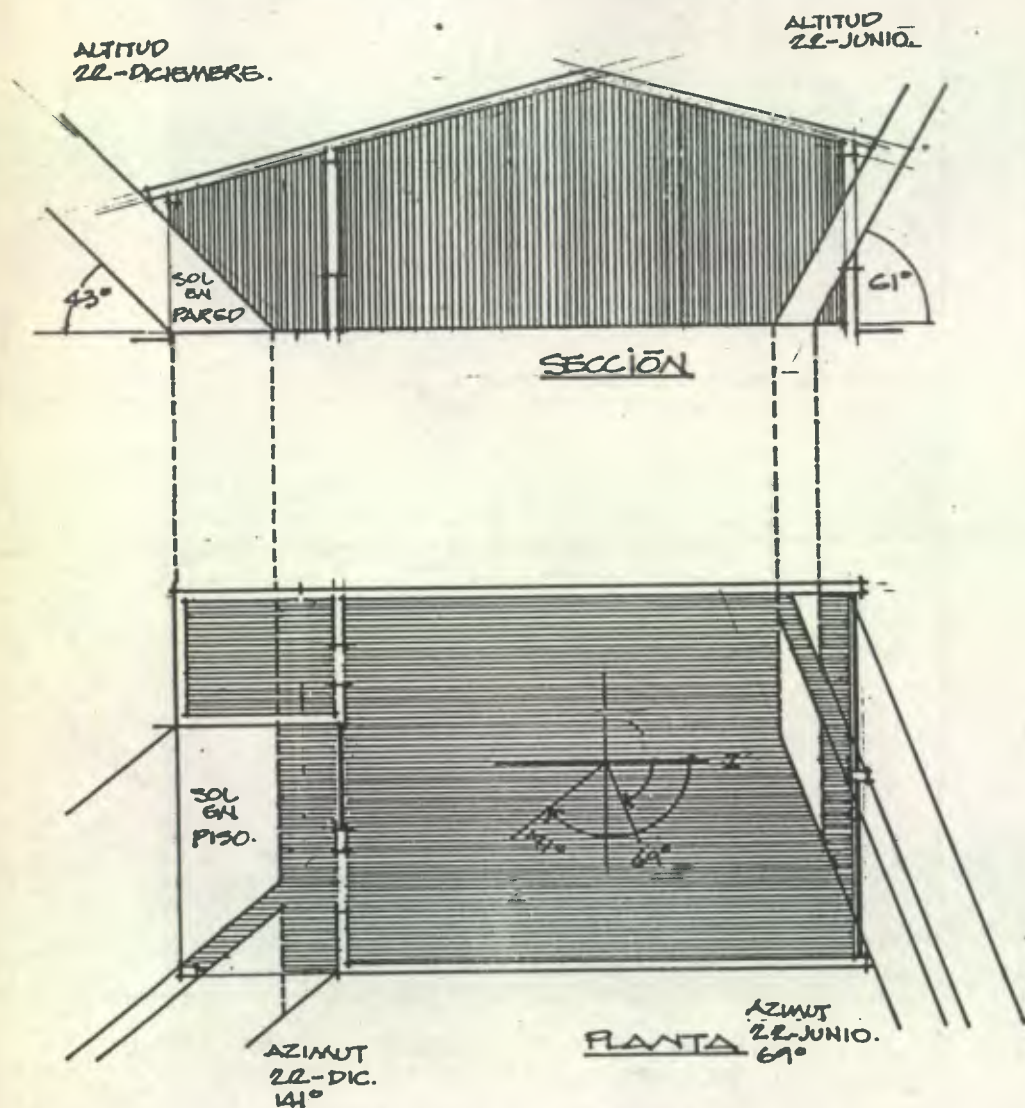 ALTITUD
22-DICIEMBRE.
ALTITUD
22-JUNIO.
43°
SOL
EN
PARED
61°
SECCIÓN
SOL
EN
PISO.
141°
69°
PLANTA
AZIMUT
22-DIC.
141°
AZIMUT
22-JUNIO.
69°